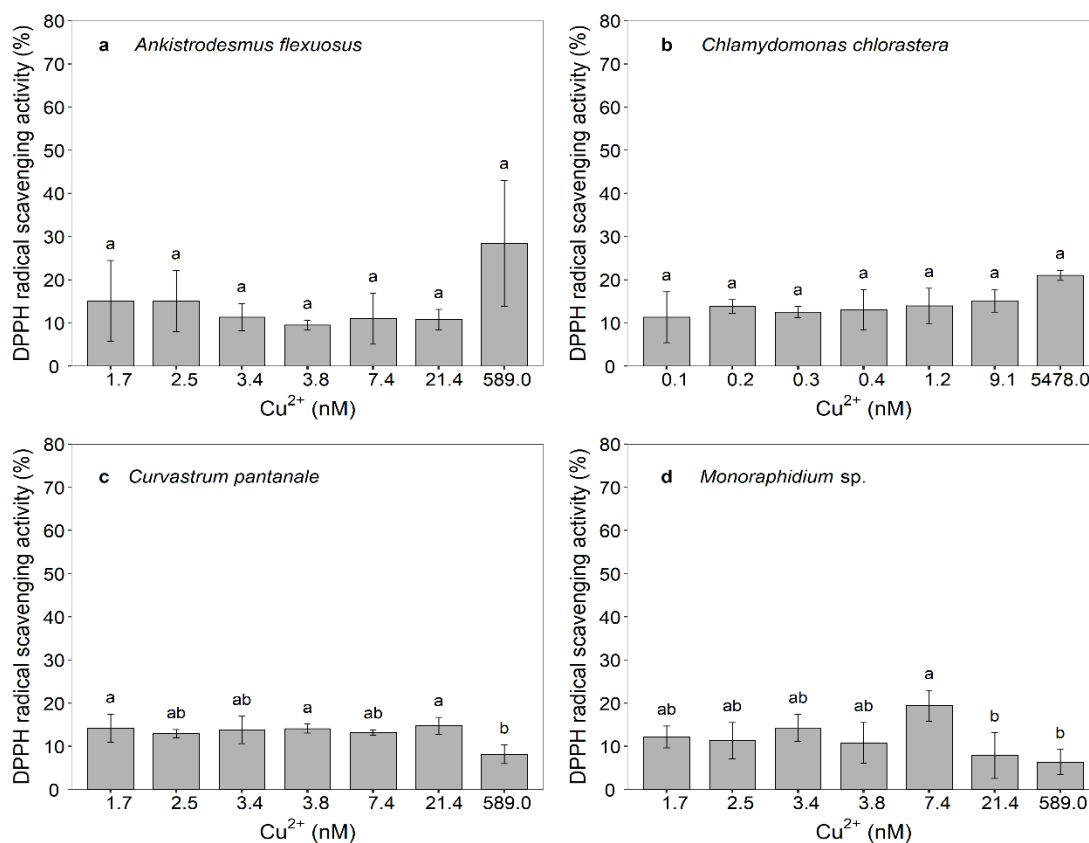 a Ankistrodesmus flexuosus
DPPH radical scavenging activity (%)
80
70
60
50
40
30
20
10
0
a a a a a a a
1.7 2.5 3.4 3.8 7.4 21.4 589.0
Cu²⁺ (nM)
b Chlamydomonas chlorastera
DPPH radical scavenging activity (%)
80
70
60
50
40
30
20
10
0
a a a a a a a
0.1 0.2 0.3 0.4 1.2 9.1 5478.0
Cu²⁺ (nM)
c Curvastrum pantanale
DPPH radical scavenging activity (%)
80
70
60
50
40
30
20
10
0
a ab ab a ab a b
1.7 2.5 3.4 3.8 7.4 21.4 589.0
Cu²⁺ (nM)
d Monoraphidium sp.
DPPH radical scavenging activity (%)
80
70
60
50
40
30
20
10
0
ab ab ab ab a b b
1.7 2.5 3.4 3.8 7.4 21.4 589.0
Cu²⁺ (nM)